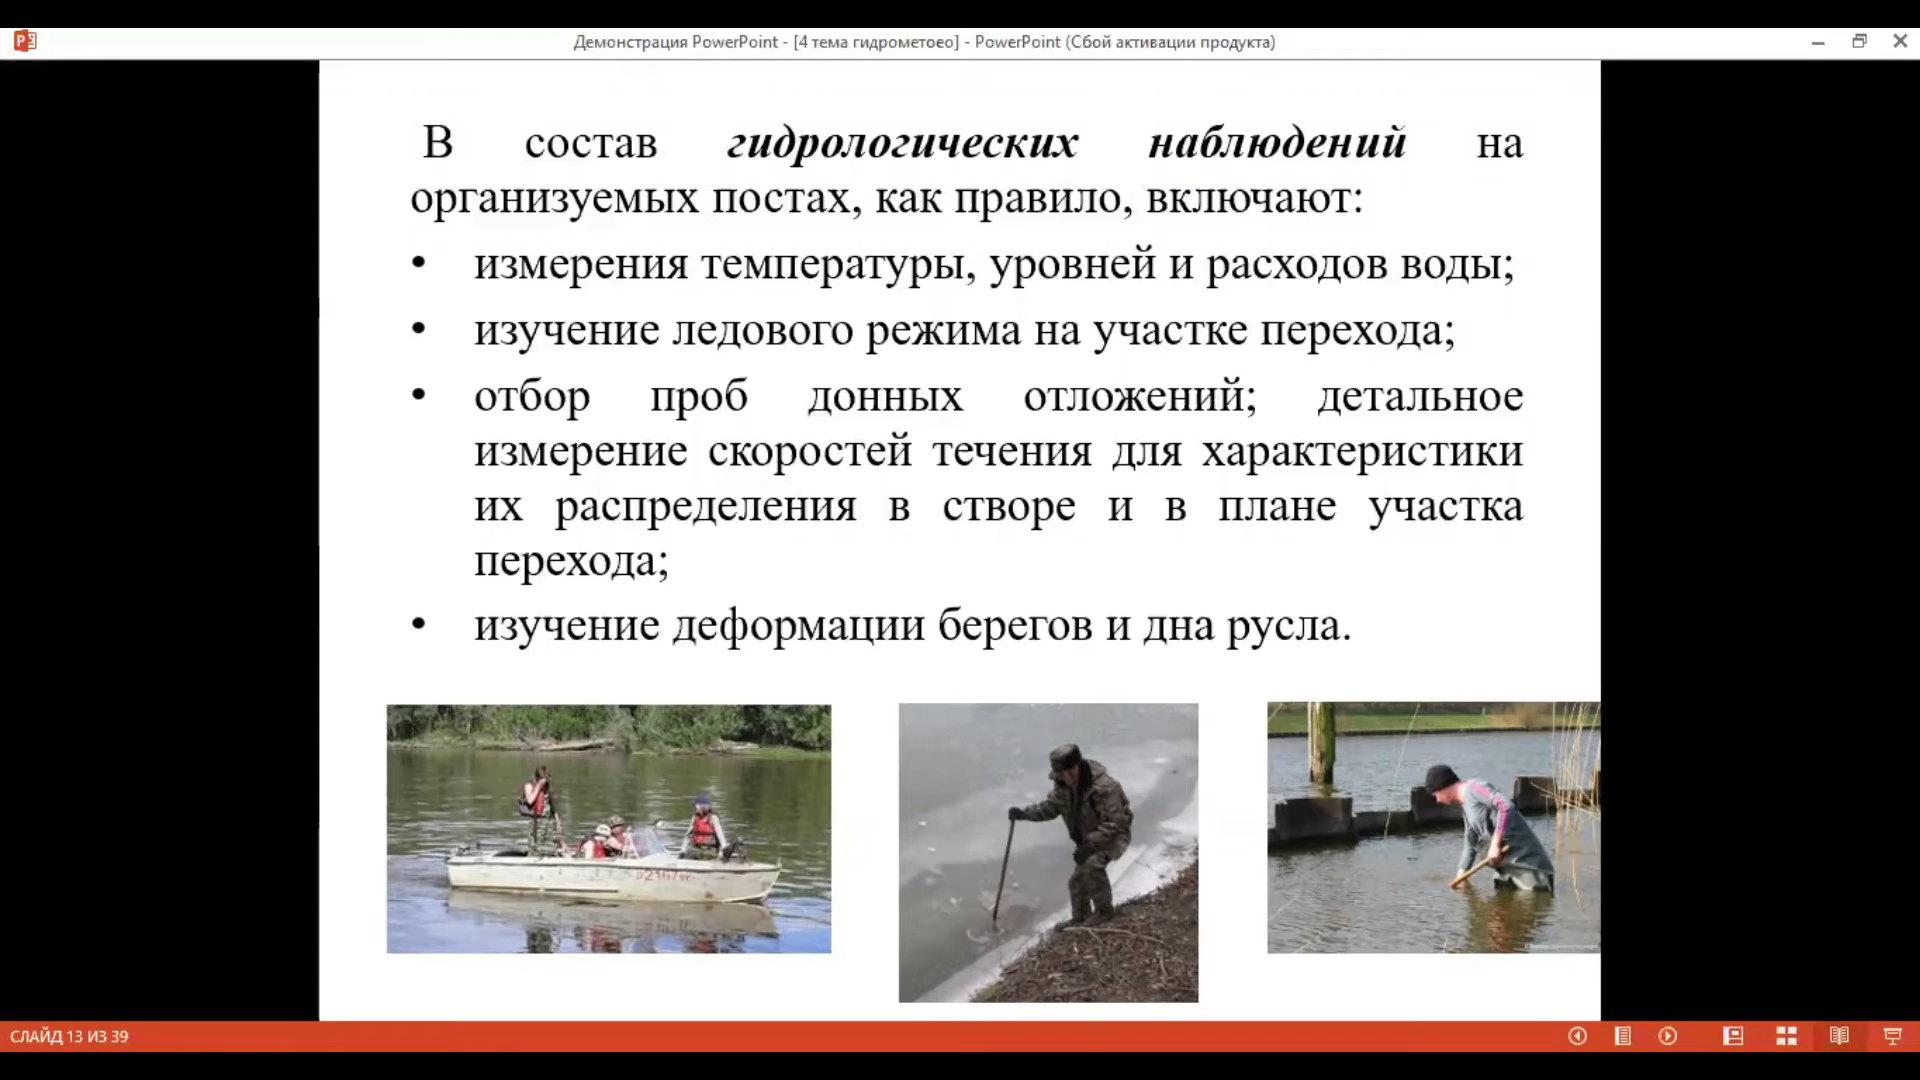 Демонстрация PowerPoint - [4 тема гидрометоео] - PowerPoint (Сбой активации продукта)
В состав гидрологических наблюдений на
организуемых постах, как правило, включают:
• измерения температуры, уровней и расходов воды;
• изучение ледового режима на участке перехода;
• отбор проб донных отложений; детальное
измерение скоростей течения для характеристики
их распределения в створе и в плане участка
перехода;
• изучение деформации берегов и дна русла.
СЛАЙД 13 ИЗ 39